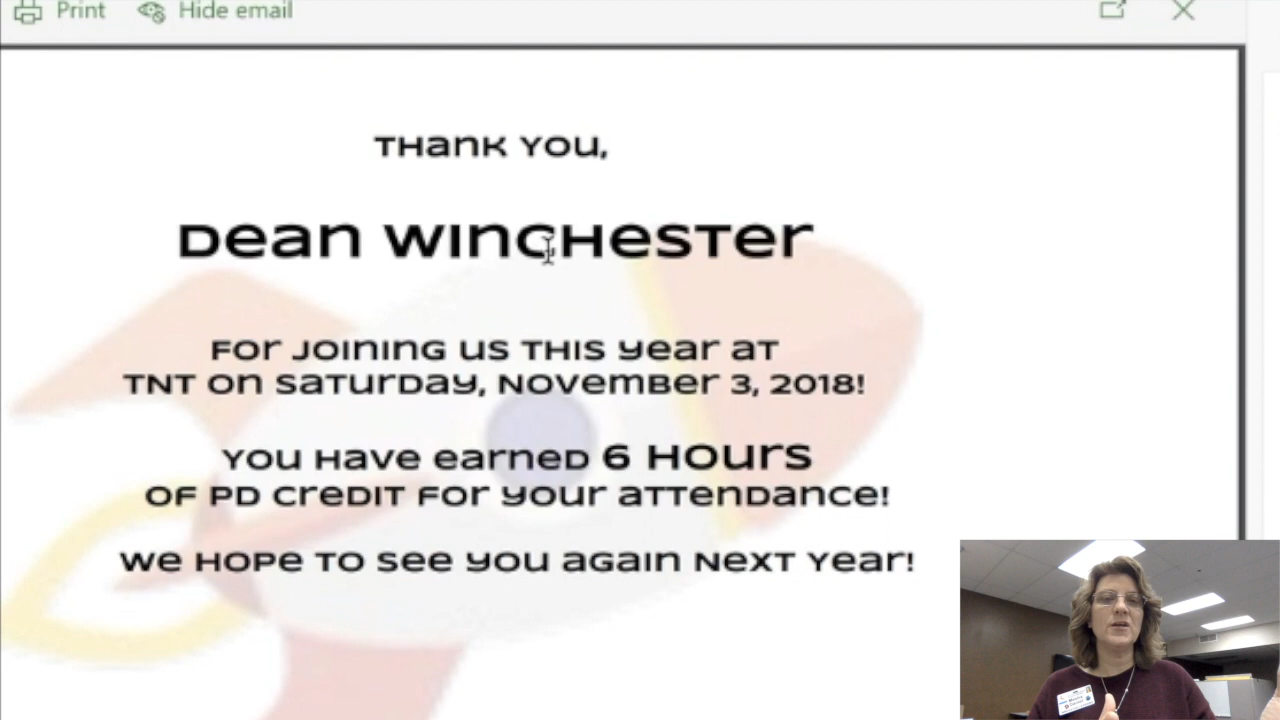 Print Hide email
THANK YOU,
Dean Winchester
For joining us this year at
TNT on Saturday, November 3, 2018!
You have earned 6 Hours
of PD credit for your attendance!
We hope to see you again next year!